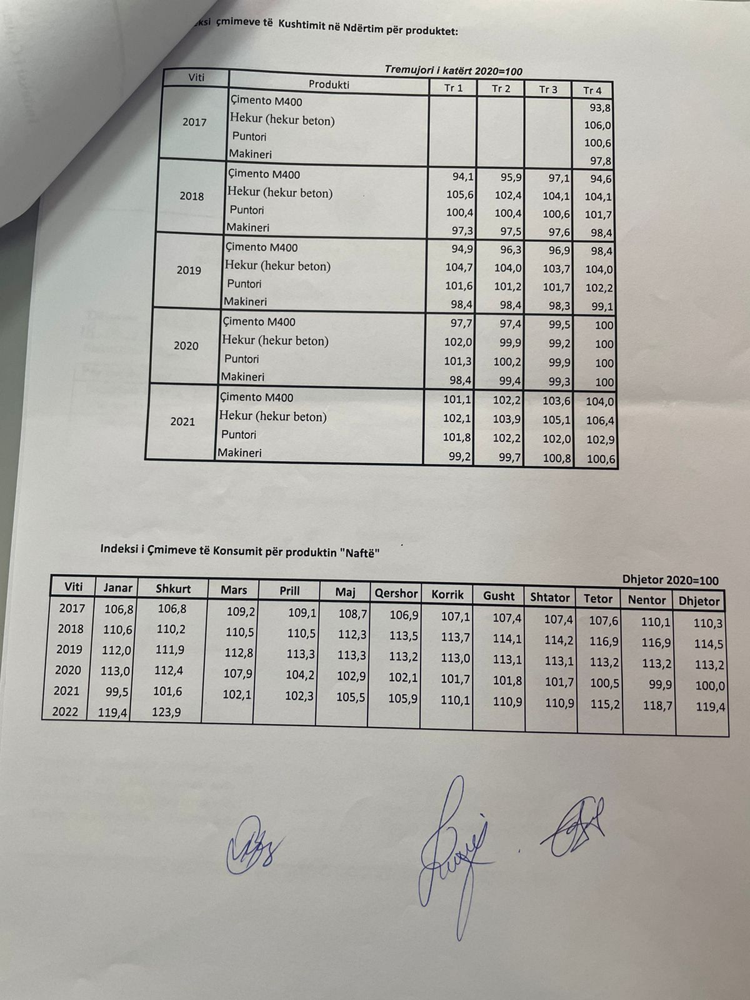 çmimeve të Kushtimit në Ndërtim për produktet:
Tremujori i katërt 2020=100
Viti Produkti Tr 1 Tr 2 Tr 3 Tr 4
2017
Çimento M400 93,8
Hekur (hekur beton) 106,0
Puntori 100,6
Makineri 97,8
2018
Çimento M400 94,1 95,9 97,1 94,6
Hekur (hekur beton) 105,6 102,4 104,1 104,1
Puntori 100,4 100,4 100,6 101,7
Makineri 97,3 97,5 97,6 98,4
2019
Çimento M400 94,9 96,3 96,9 98,4
Hekur (hekur beton) 104,7 104,0 103,7 104,0
Puntori 101,6 101,2 101,7 102,2
Makineri 98,4 98,4 98,3 99,1
2020
Çimento M400 97,7 97,4 99,5 100
Hekur (hekur beton) 102,0 99,9 99,2 100
Puntori 101,3 100,2 99,9 100
Makineri 98,4 99,4 99,3 100
2021
Çimento M400 101,1 102,2 103,6 104,0
Hekur (hekur beton) 102,1 103,9 105,1 106,4
Puntori 101,8 102,2 102,0 102,9
Makineri 99,2 99,7 100,8 100,6
Indeksi i Çmimeve të Konsumit për produktin "Naftë"
Dhjetor 2020=100
Viti Janar Shkurt Mars Prill Maj Qershor Korrik Gusht Shtator Tetor Nentor Dhjetor
2017 106,8 106,8 109,2 109,1 108,7 106,9 107,1 107,4 107,4 107,6 110,1 110,3
2018 110,6 110,2 110,5 110,5 112,3 113,5 113,7 114,1 114,2 116,9 116,9 114,5
2019 112,0 111,9 112,8 113,3 113,3 113,2 113,0 113,1 113,1 113,2 113,2 113,2
2020 113,0 112,4 107,9 104,2 102,9 102,1 101,7 101,8 101,7 100,5 99,9 100,0
2021 99,5 101,6 102,1 102,3 105,5 105,9 110,1 110,9 110,9 115,2 118,7 119,4
2022 119,4 123,9